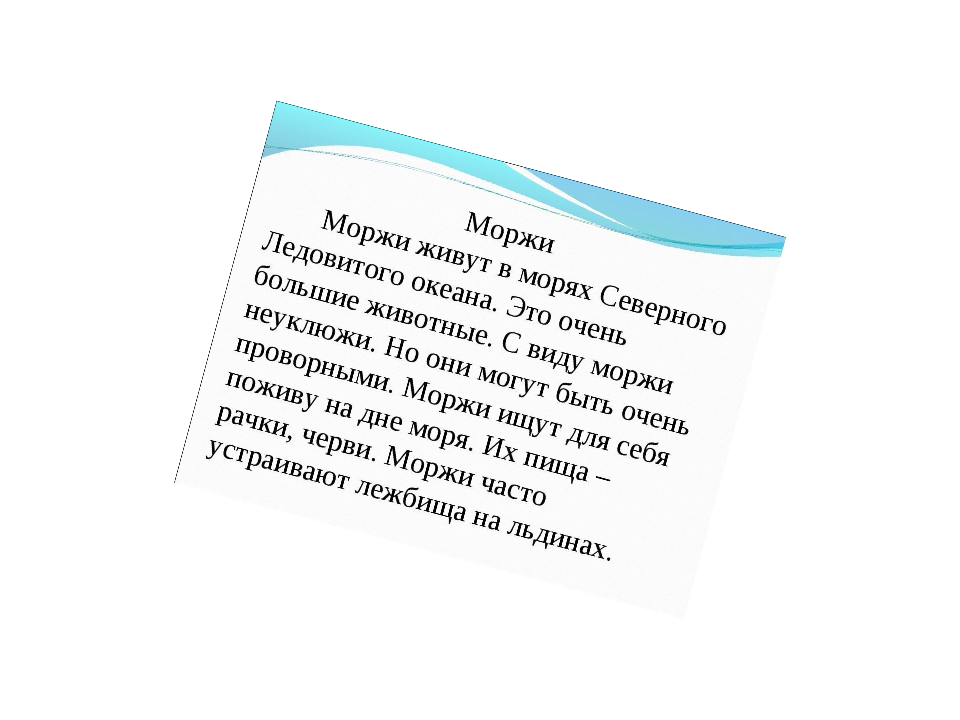 Моржи
Моржи живут в морях Северного
Ледовитого океана. Это очень
большие животные. С виду моржи
неуклюжи. Но они могут быть очень
проворными. Моржи ищут для себя
поживу на дне моря. Их пища –
рачки, черви. Моржи часто
устраивают лежбища на льдинах.